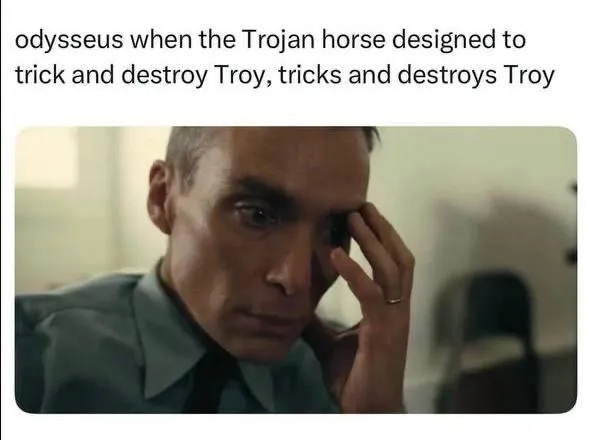 odysseus when the Trojan horse designed to
trick and destroy Troy, tricks and destroys Troy